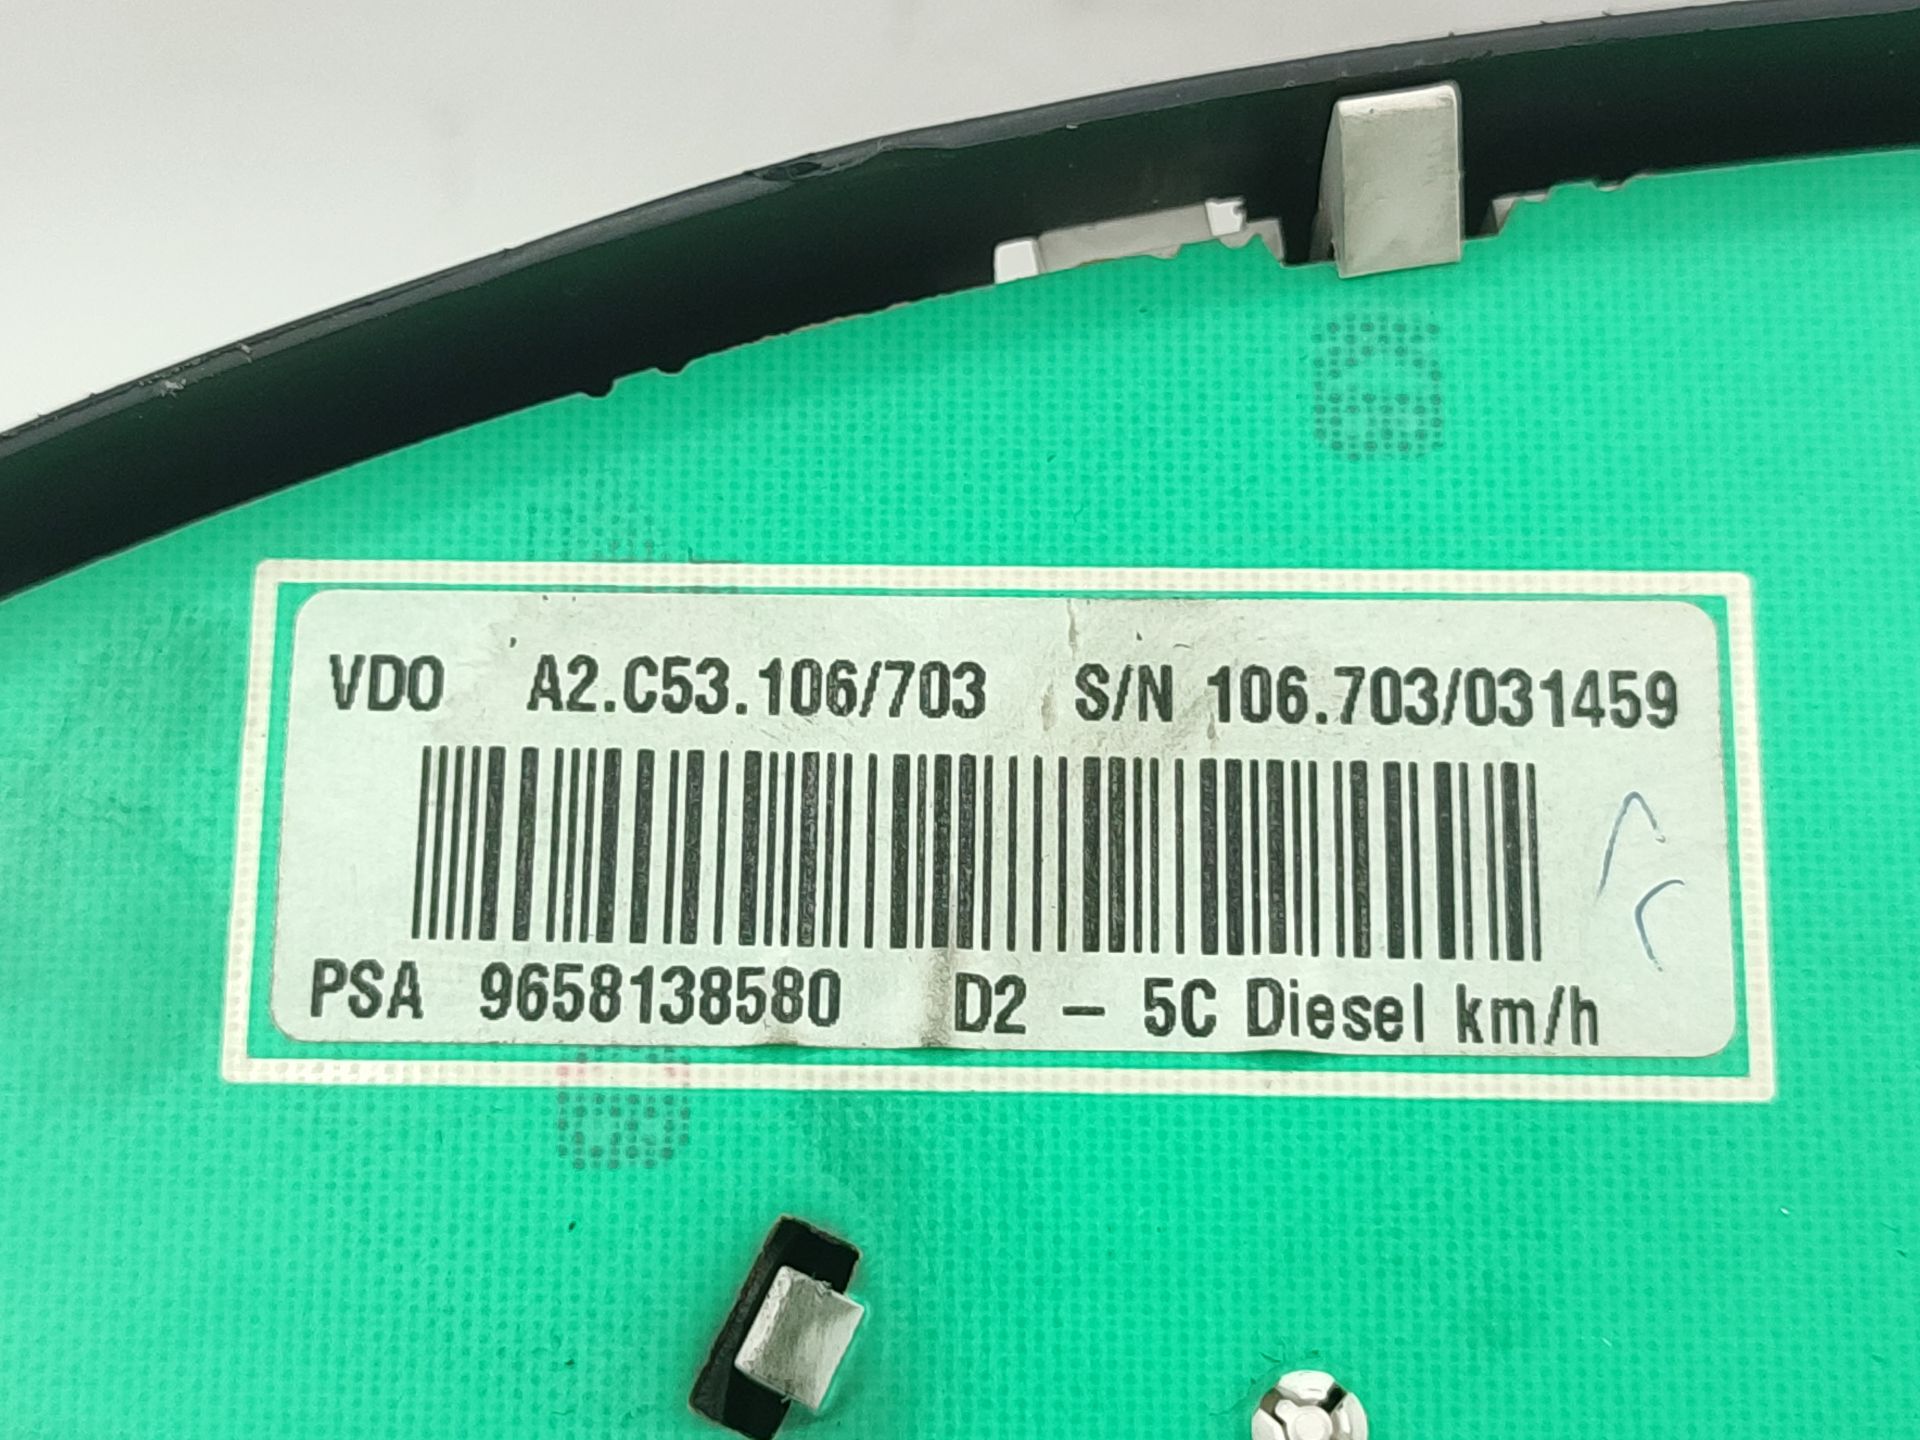 VDO A2.C53.106/703 S/N 106.703/031459
PSA 9658138580 D2 - 5C Diesel km/h